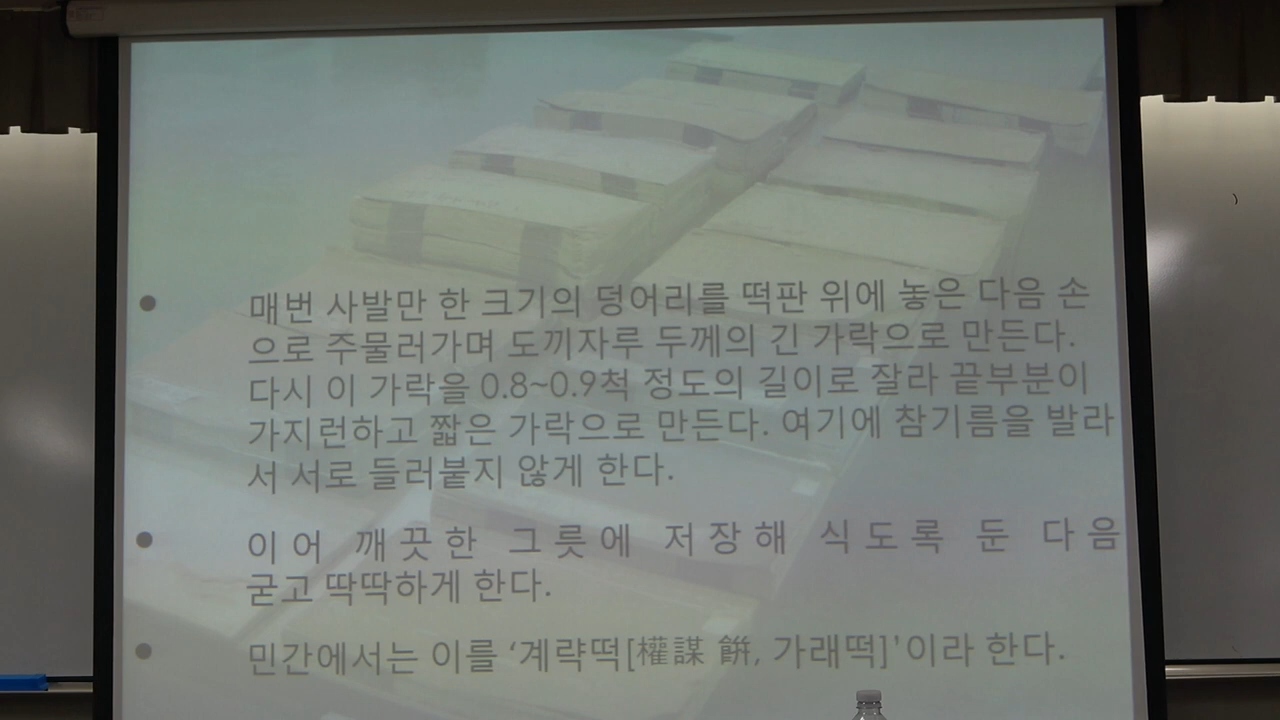 • 매번 사발만 한 크기의 덩어리를 떡판 위에 놓은 다음 손
으로 주물러가며 도끼자루 두께의 긴 가락으로 만든다.
다시 이 가락을 0.8~0.9척 정도의 길이로 잘라 끝부분이
가지런하고 짧은 가락으로 만든다. 여기에 참기름을 발라
서 서로 들러붙지 않게 한다.
• 이어 깨끗한 그릇에 저장해 식도록 둔 다음
굳고 딱딱하게 한다.
• 민간에서는 이를 ‘계략떡[權謀 餠, 가래떡]'이라 한다.